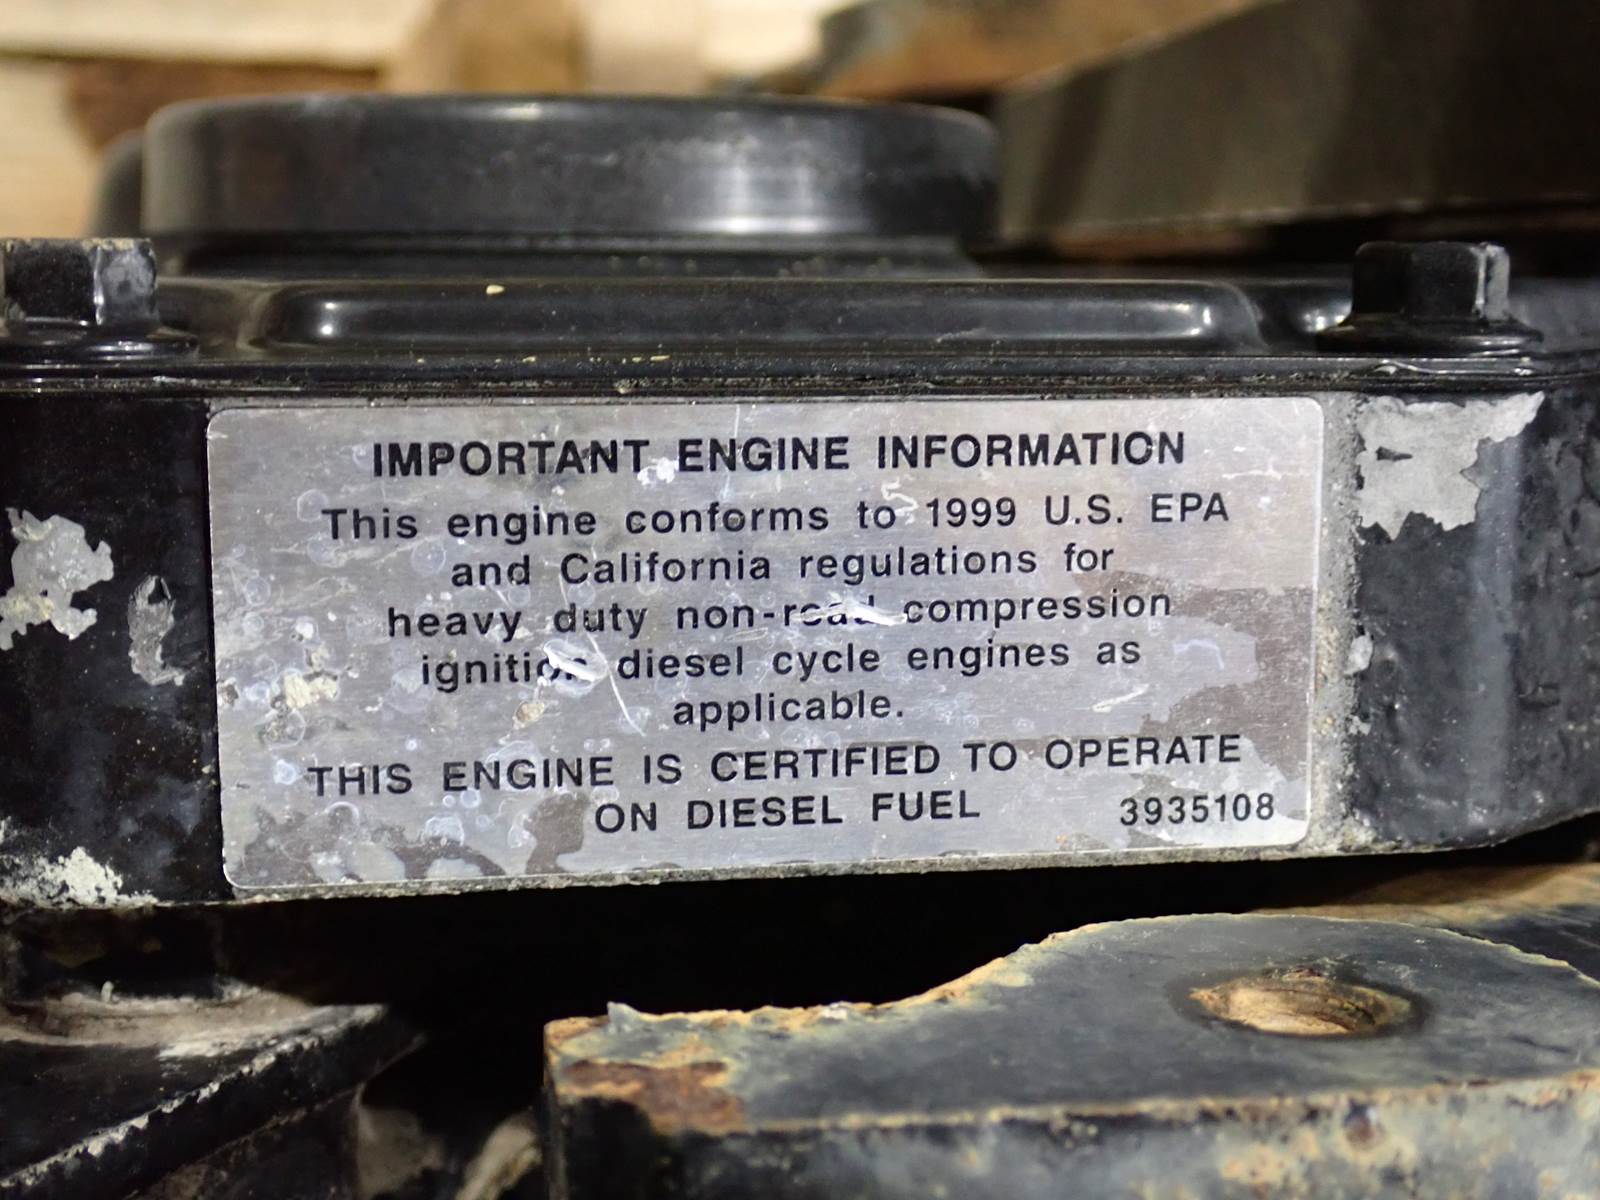 IMPORTANT ENGINE INFORMATION
This engine conforms to 1999 U.S. EPA
and California regulations for
heavy duty non-road compression
ignition diesel cycle engines as
applicable.
THIS ENGINE IS CERTIFIED TO OPERATE
ON DIESEL FUEL 3935108